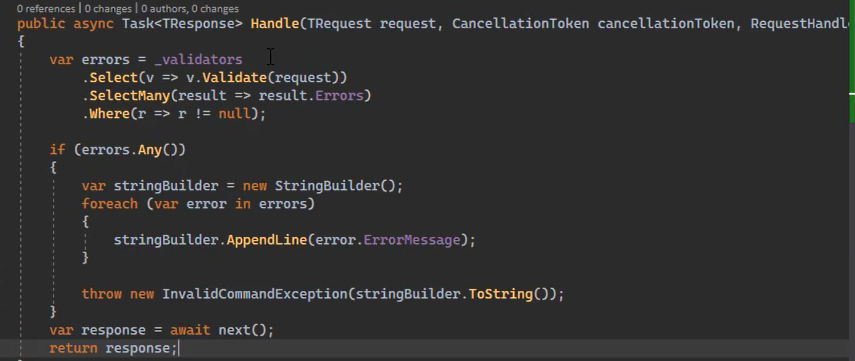 0 references | 0 changes | 0 authors, 0 changes
public async Task<TResponse> Handle(TRequest request, CancellationToken cancellationToken, RequestHandl
{
var errors = _validators
.Select(v => v.Validate(request))
.SelectMany(result => result.Errors)
.Where(r => r != null);
if (errors.Any())
{
var stringBuilder = new StringBuilder();
foreach (var error in errors)
{
stringBuilder.AppendLine(error.ErrorMessage);
}
throw new InvalidCommandException(stringBuilder.ToString());
}
var response = await next();
return response;